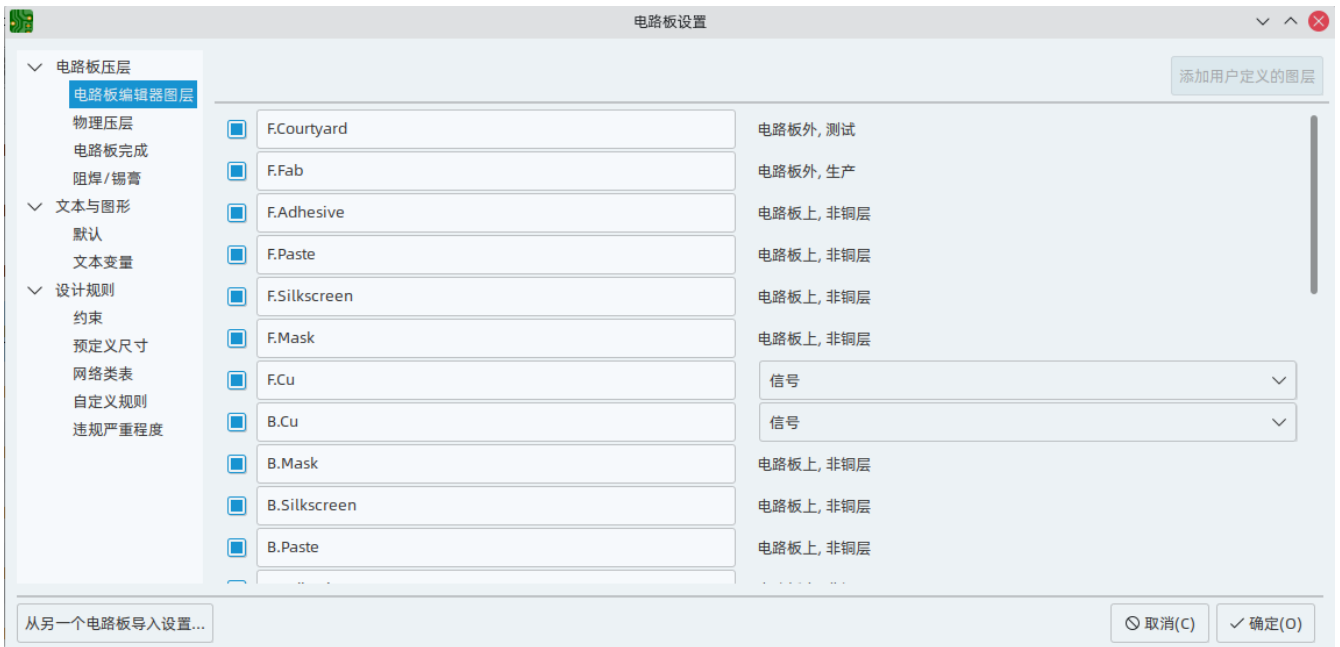 电路板设置
电路板压层
电路板编辑器图层
物理压层
电路板完成
阻焊/锡膏
文本与图形
默认
文本变量
设计规则
约束
预定义尺寸
网络类表
自定义规则
违规严重程度
添加用户定义的图层
F.Courtyard 电路板外, 测试
F.Fab 电路板外, 生产
F.Adhesive 电路板上, 非铜层
F.Paste 电路板上, 非铜层
F.Silkscreen 电路板上, 非铜层
F.Mask 电路板上, 非铜层
F.Cu 信号
B.Cu 信号
B.Mask 电路板上, 非铜层
B.Silkscreen 电路板上, 非铜层
B.Paste 电路板上, 非铜层
从另一个电路板导入设置...
取消(C)
确定(O)